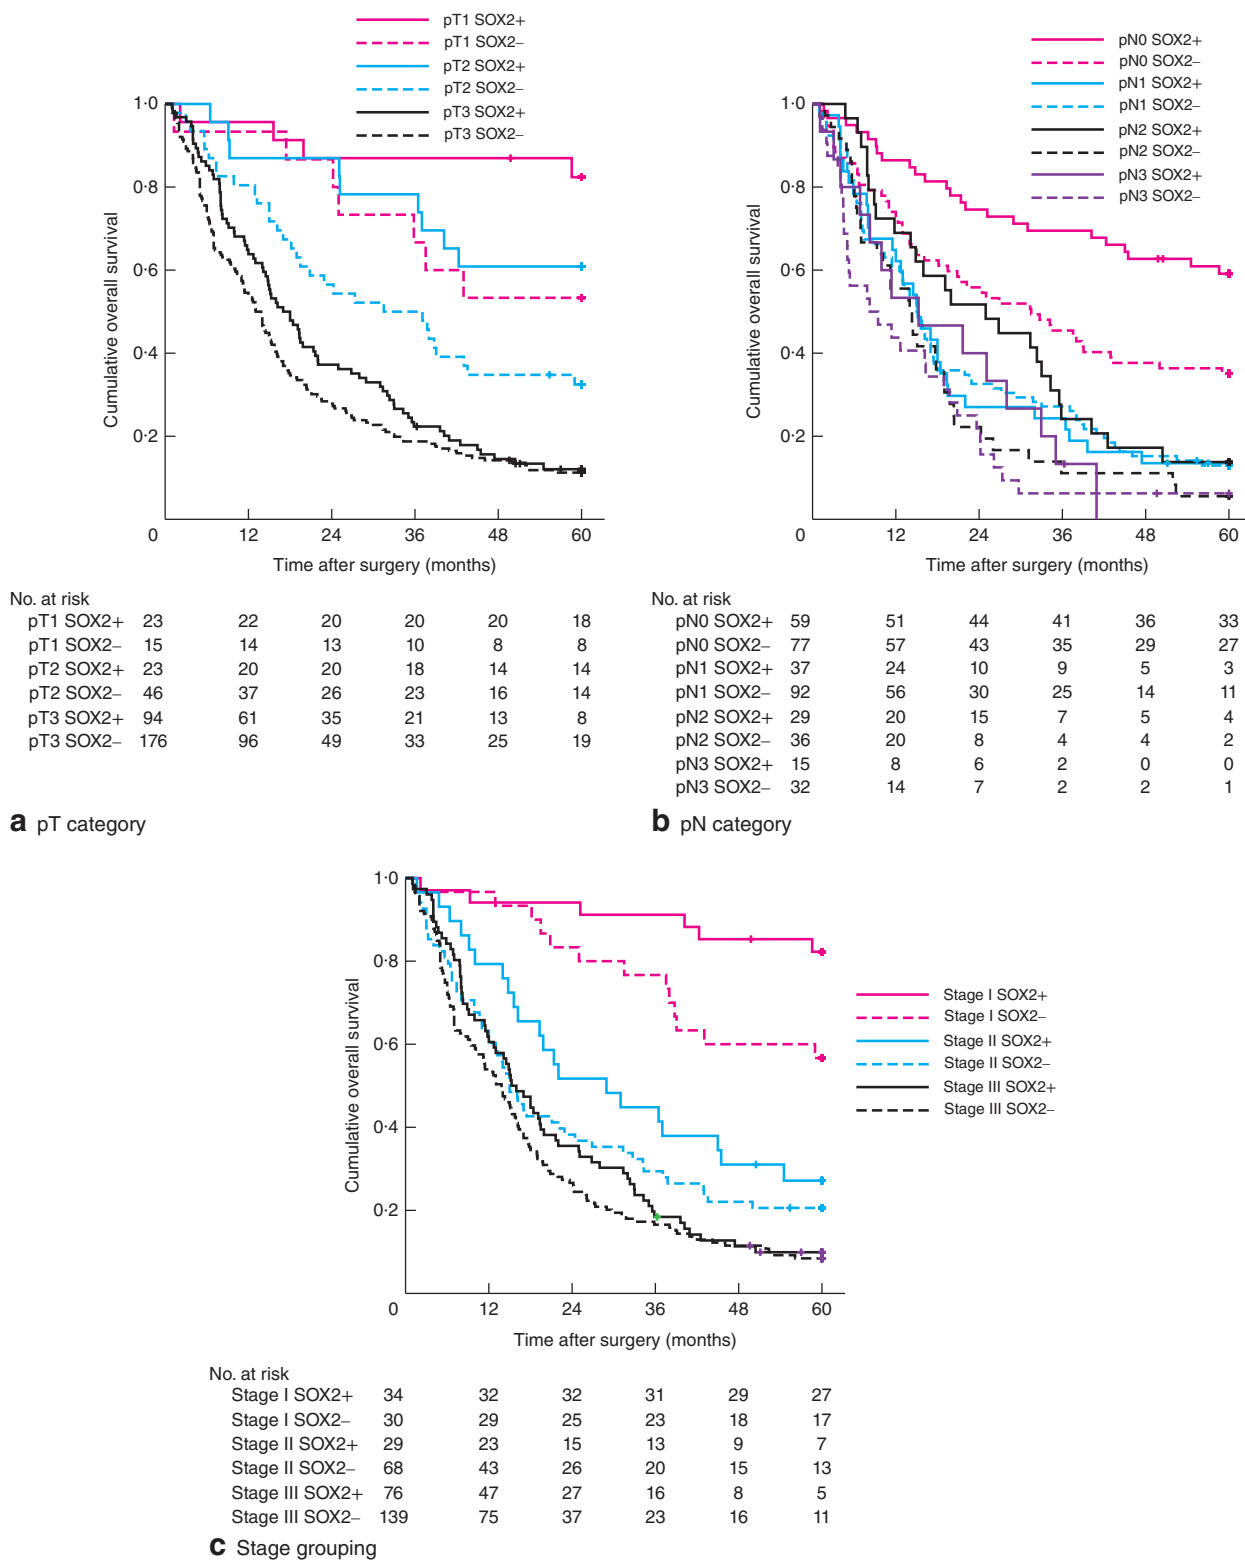 pT1 SOX2+
pT1 SOX2–
pT2 SOX2+
pT2 SOX2–
pT3 SOX2+
pT3 SOX2–
1·0
0·8
0·6
0·4
0·2
Cumulative overall survival
0 12 24 36 48 60
Time after surgery (months)
No. at risk
pT1 SOX2+ 23 22 20 20 20 18
pT1 SOX2– 15 14 13 10 8 8
pT2 SOX2+ 23 20 20 18 14 14
pT2 SOX2– 46 37 26 23 16 14
pT3 SOX2+ 94 61 35 21 13 8
pT3 SOX2– 176 96 49 33 25 19
a pT category
pN0 SOX2+
pN0 SOX2–
pN1 SOX2+
pN1 SOX2–
pN2 SOX2+
pN2 SOX2–
pN3 SOX2+
pN3 SOX2–
1·0
0·8
0·6
0·4
0·2
Cumulative overall survival
0 12 24 36 48 60
Time after surgery (months)
No. at risk
pN0 SOX2+ 59 51 44 41 36 33
pN0 SOX2– 77 57 43 35 29 27
pN1 SOX2+ 37 24 10 9 5 3
pN1 SOX2– 92 56 30 25 14 11
pN2 SOX2+ 29 20 15 7 5 4
pN2 SOX2– 36 20 8 4 4 2
pN3 SOX2+ 15 8 6 2 0 0
pN3 SOX2– 32 14 7 2 2 1
b pN category
1·0
0·8
0·6
0·4
0·2
Cumulative overall survival
0 12 24 36 48 60
Time after surgery (months)
Stage I SOX2+
Stage I SOX2–
Stage II SOX2+
Stage II SOX2–
Stage III SOX2+
Stage III SOX2–
No. at risk
Stage I SOX2+ 34 32 32 31 29 27
Stage I SOX2– 30 29 25 23 18 17
Stage II SOX2+ 29 23 15 13 9 7
Stage II SOX2– 68 43 26 20 15 13
Stage III SOX2+ 76 47 27 16 8 5
Stage III SOX2– 139 75 37 23 16 11
c Stage grouping